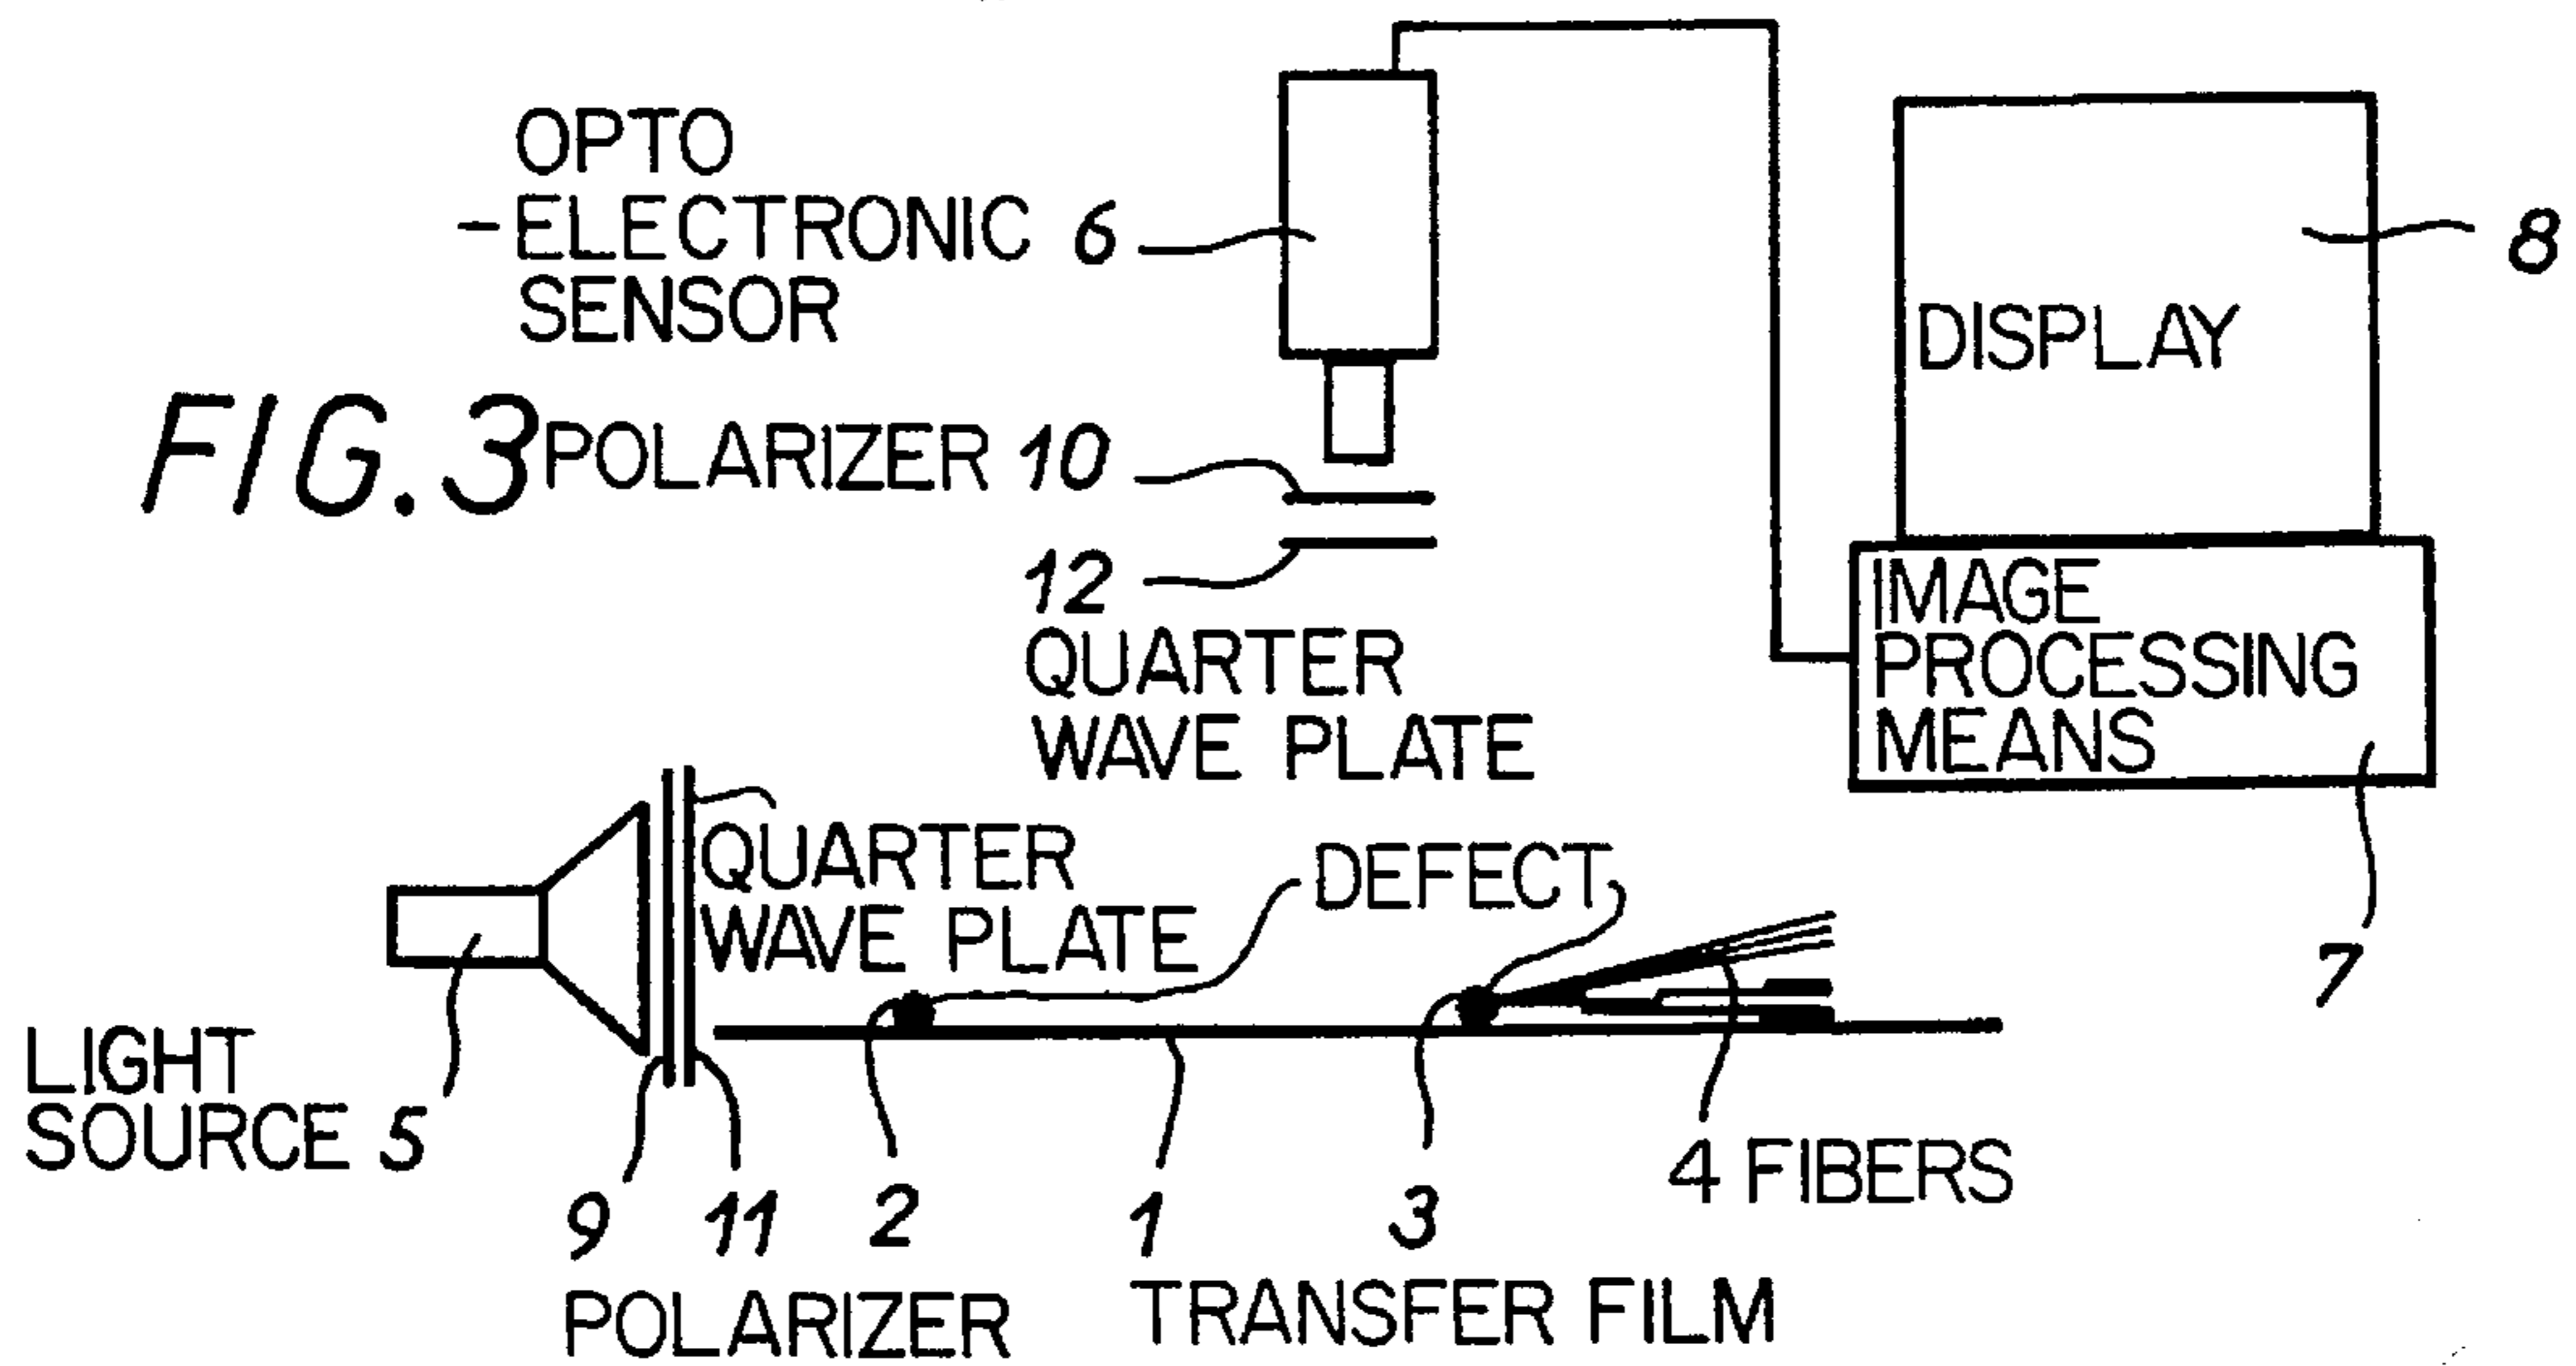 OPTO
-ELECTRONIC 6
SENSOR
8
DISPLAY
FIG.3
POLARIZER 10
12
QUARTER
WAVE PLATE
IMAGE
PROCESSING
MEANS
7
QUARTER
WAVE PLATE
DEFECT
LIGHT
SOURCE 5
9
11
2
1
3
4 FIBERS
POLARIZER
TRANSFER FILM